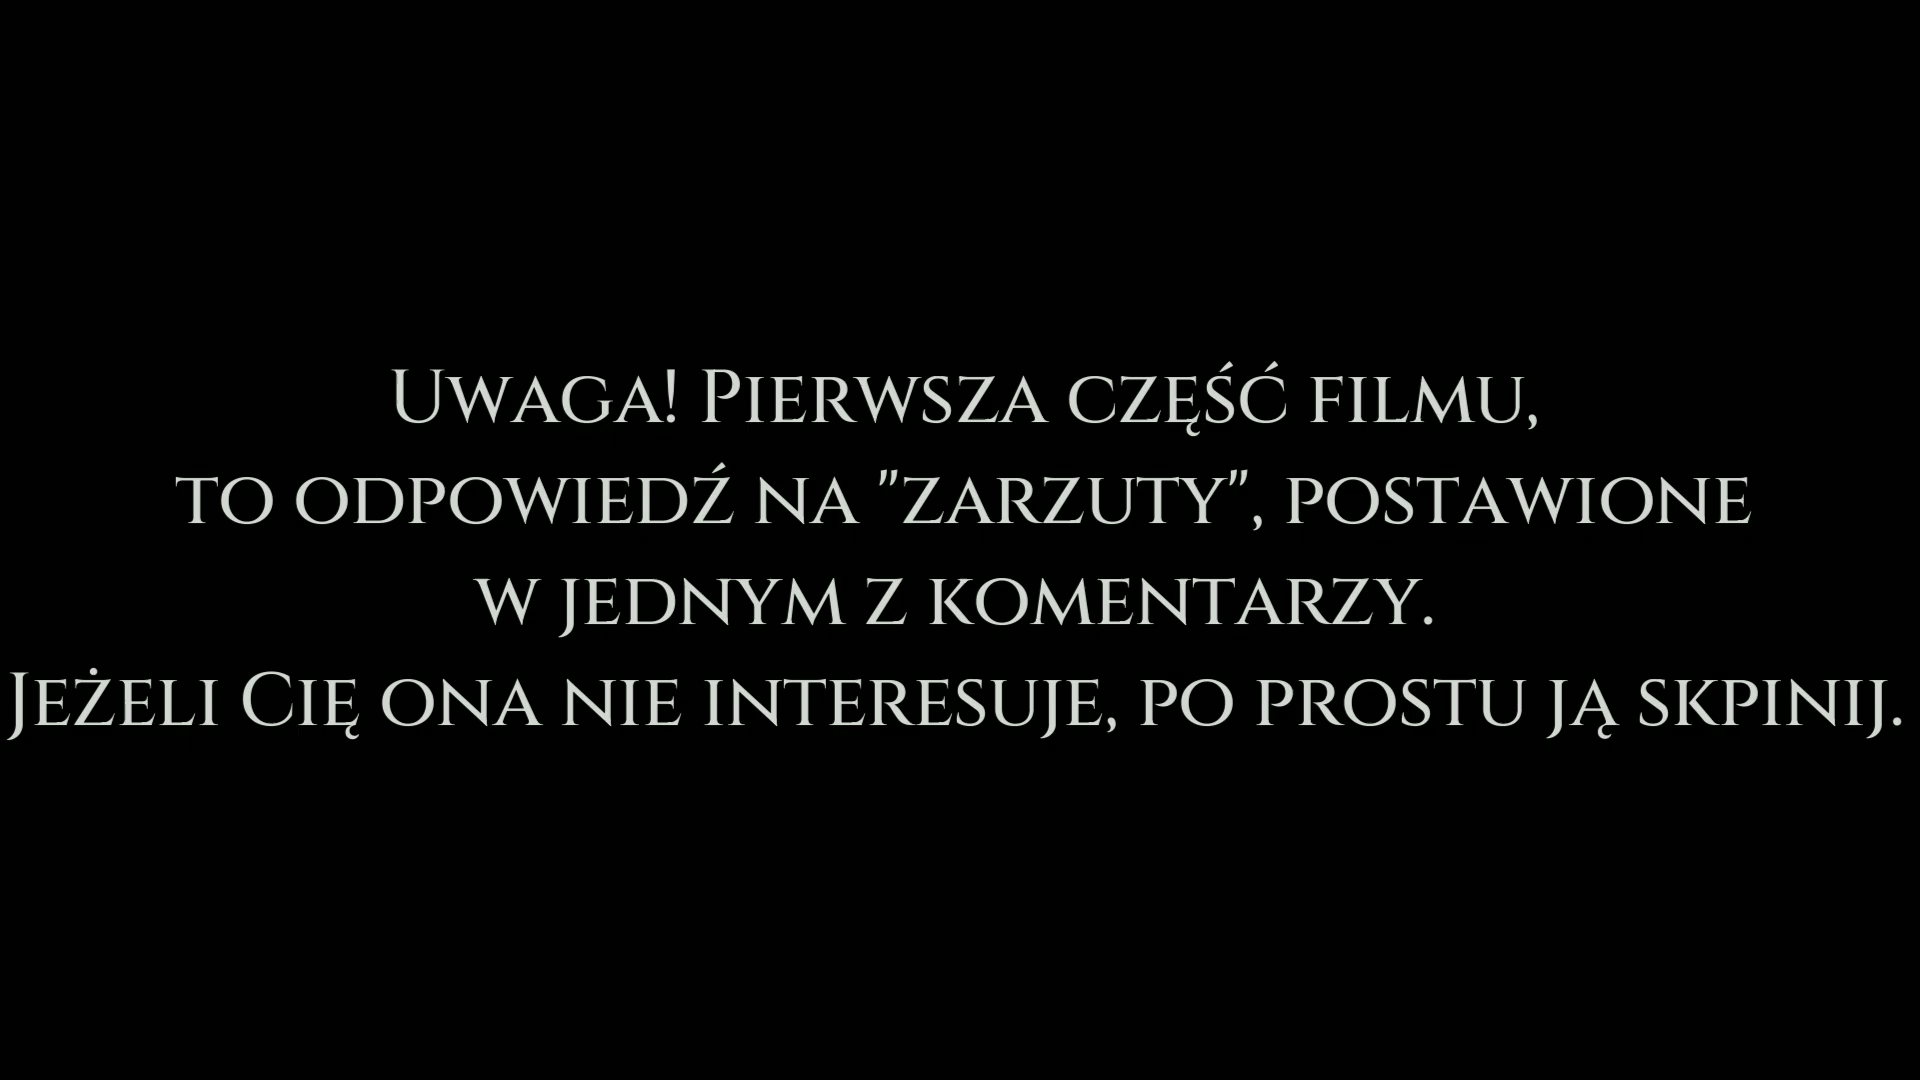 Uwaga! Pierwsza część filmu,
to odpowiedź na "zarzuty", postawione
w jednym z komentarzy.
Jeżeli Cię ona nie interesuje, po prostu ją skpinij.